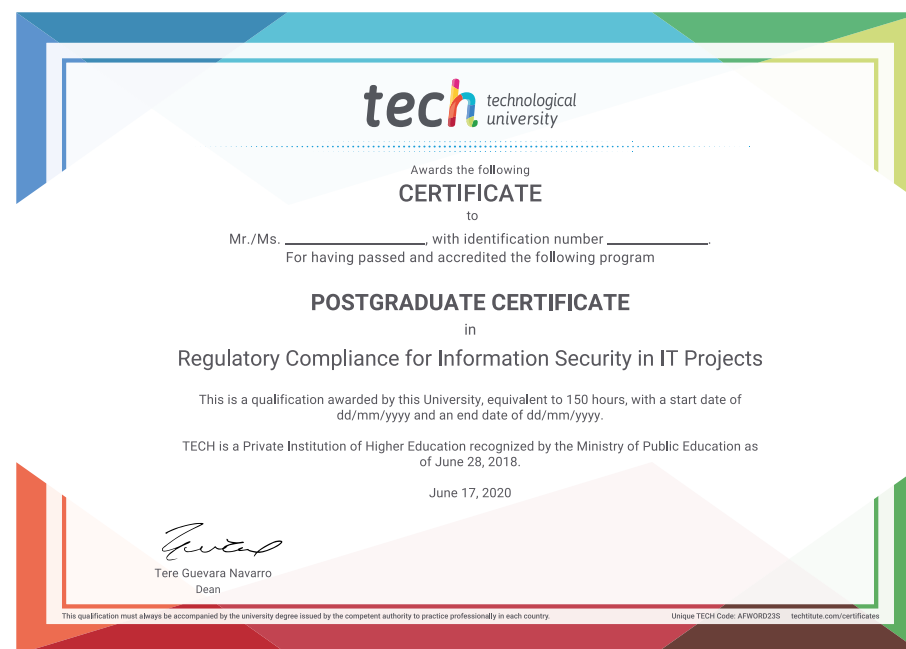 tech technological
university
Awards the following
CERTIFICATE
to
Mr./Ms. ____________________, with identification number ______________.
For having passed and accredited the following program
POSTGRADUATE CERTIFICATE
in
Regulatory Compliance for Information Security in IT Projects
This is a qualification awarded by this University, equivalent to 150 hours, with a start date of
dd/mm/yyyy and an end date of dd/mm/yyyy.
TECH is a Private Institution of Higher Education recognized by the Ministry of Public Education as
of June 28, 2018.
June 17, 2020
Tere Guevara Navarro
Dean
This qualification must always be accompanied by the university degree issued by the competent authority to practice professionally in each country.
Unique TECH Code: AFWORD23S techtitute.com/certificates